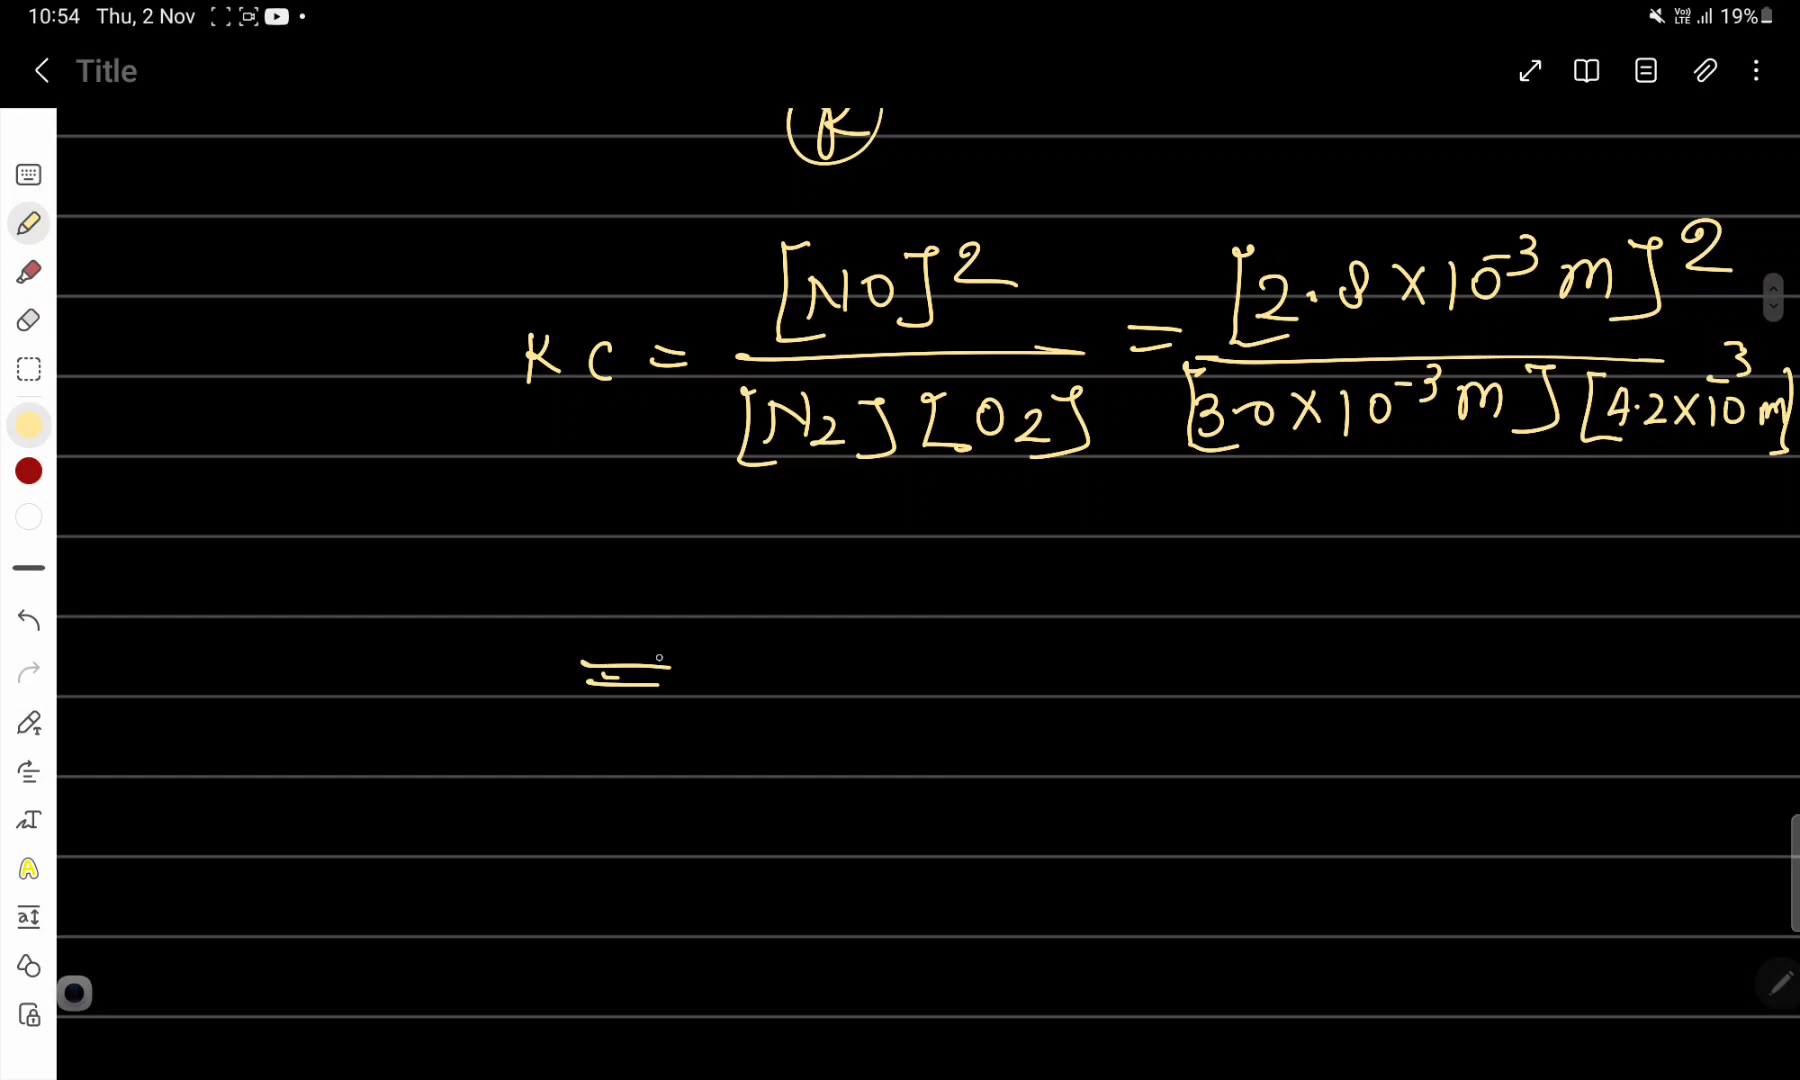 10:54 Thu, 2 Nov 19%
Title
K
Kc = [NO]² / [N₂][O₂] = [2.8 × 10⁻³ m]² / [3.0 × 10⁻³ m] [4.2 × 10⁻³ m]
=